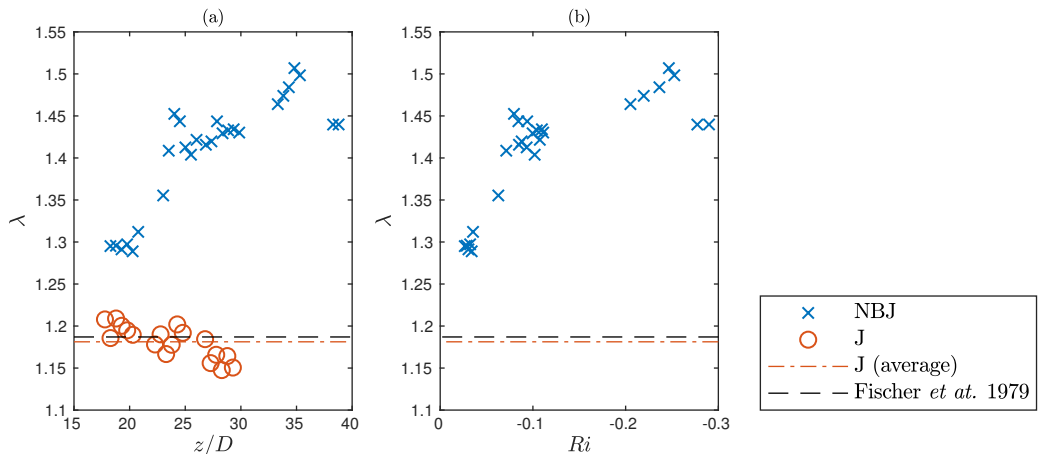 (a)
1.55
1.5
1.45
1.4
1.35
1.3
1.25
1.2
1.15
1.1
λ
15 20 25 30 35 40
z/D
(b)
1.55
1.5
1.45
1.4
1.35
1.3
1.25
1.2
1.15
1.1
λ
0 -0.1 -0.2 -0.3
Ri
NBJ
J
J (average)
Fischer et at. 1979